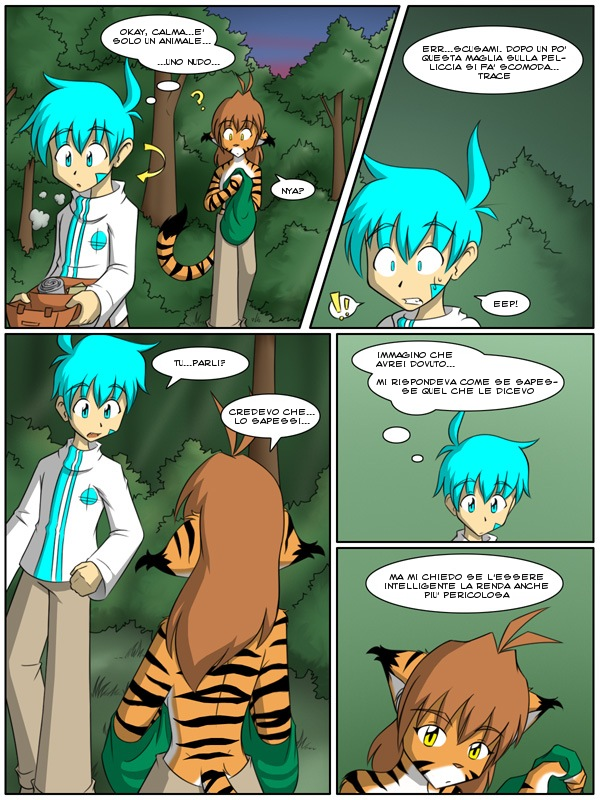 OKAY, CALMA...E'
SOLO UN ANIMALE...
...UNO NUDO...
?
NYA?
ERR...SCUSAMI. DOPO UN PO'
QUESTA MAGLIA SULLA PEL-
LICCIA SI FA' SCOMODA...
TRACE
!!
EEP!
TU...PARLI?
CREDEVO CHE...
LO SAPESSI...
IMMAGINO CHE
AVREI DOVUTO...
MI RISPONDEVA COME SE SAPES-
SE QUEL CHE LE DICEVO
MA MI CHIEDO SE L'ESSERE
INTELLIGENTE LA RENDA ANCHE
PIU' PERICOLOSA